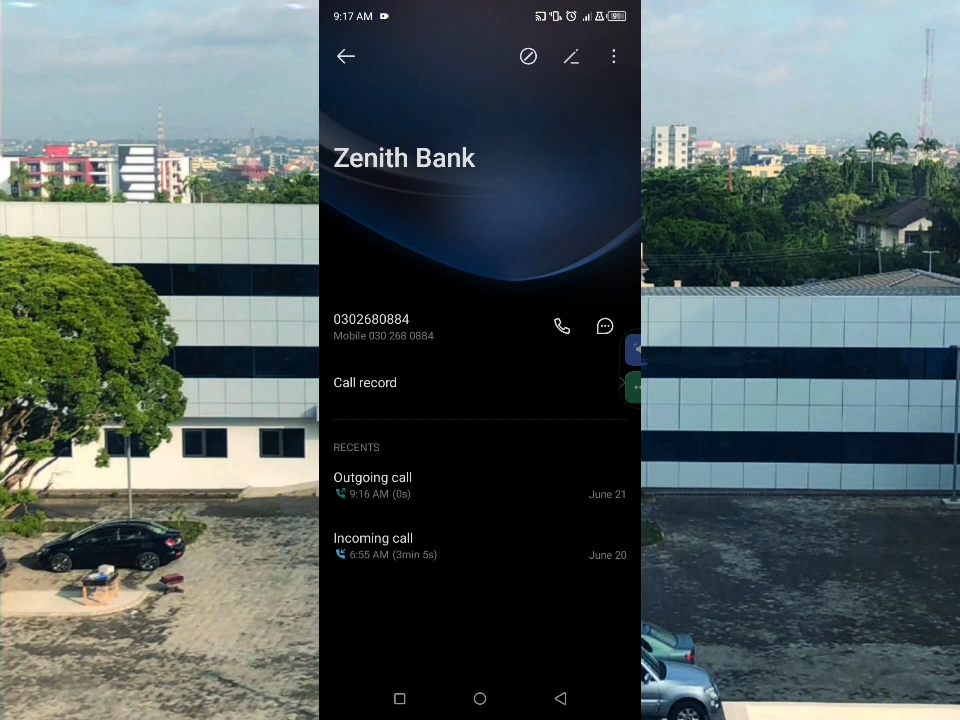 9:17 AM
91
Zenith Bank
0302680884
Mobile 030 268 0884
Call record
RECENTS
Outgoing call
9:16 AM (0s)
June 21
Incoming call
6:55 AM (3min 5s)
June 20